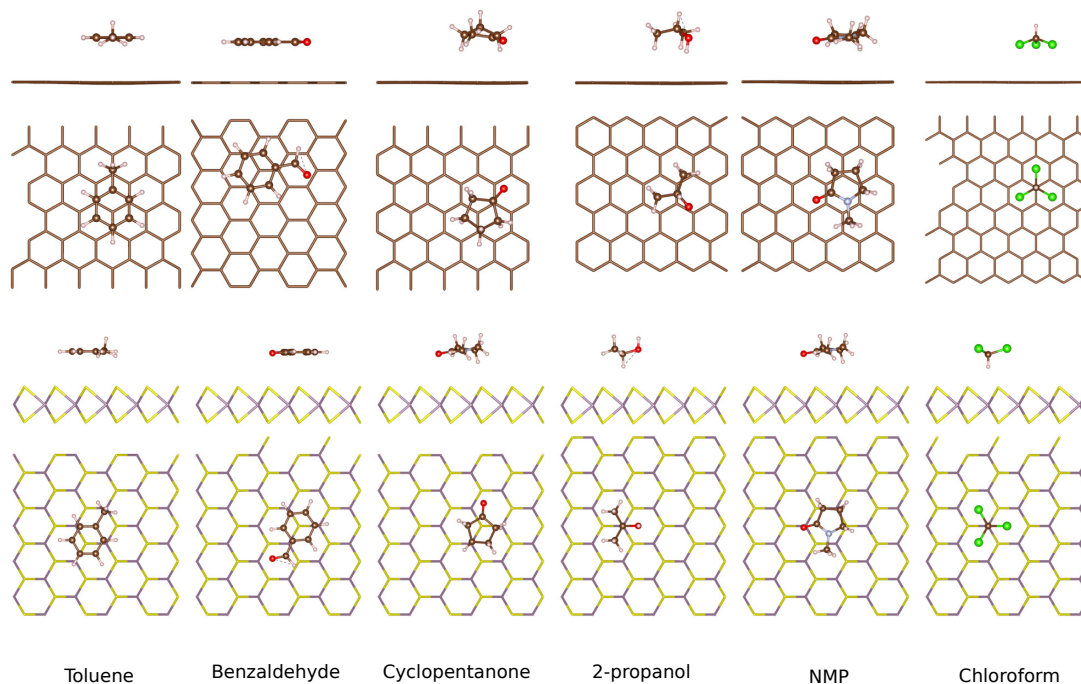 Toluene
Benzaldehyde
Cyclopentanone
2-propanol
NMP
Chloroform